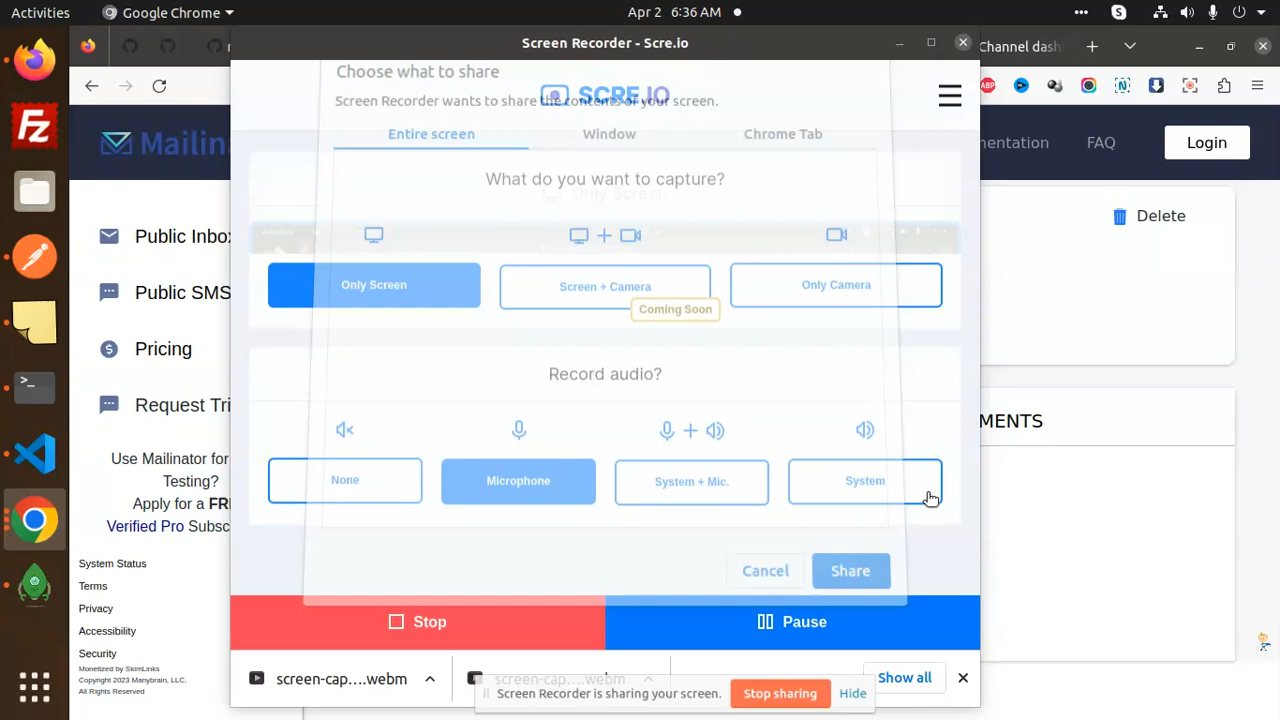 Activities
Google Chrome
Apr 2 6:36 AM
Screen Recorder - Scre.io
Channel dash
Mailina
mentation
FAQ
Login
Public Inbo
Public SMS
Pricing
Request Tri
Use Mailinator for
Testing?
Apply for a FR
Verified Pro Subsc
System Status
Terms
Privacy
Accessibility
Security
Monetized by SkimLinks
Copyright 2023 Manybrain, LLC.
All Rights Reserved
Choose what to share
SCRE.IO
Screen Recorder wants to share the contents of your screen.
Entire screen
Window
Chrome Tab
What do you want to capture?
Only Screen
Only Screen
Screen + Camera
Only Camera
Coming Soon
Record audio?
None
Microphone
System + Mic.
System
Cancel
Share
Stop
Pause
screen-cap....webm
screen-cap....webm
Show all
Screen Recorder is sharing your screen.
Stop sharing
Hide
Delete
MENTS